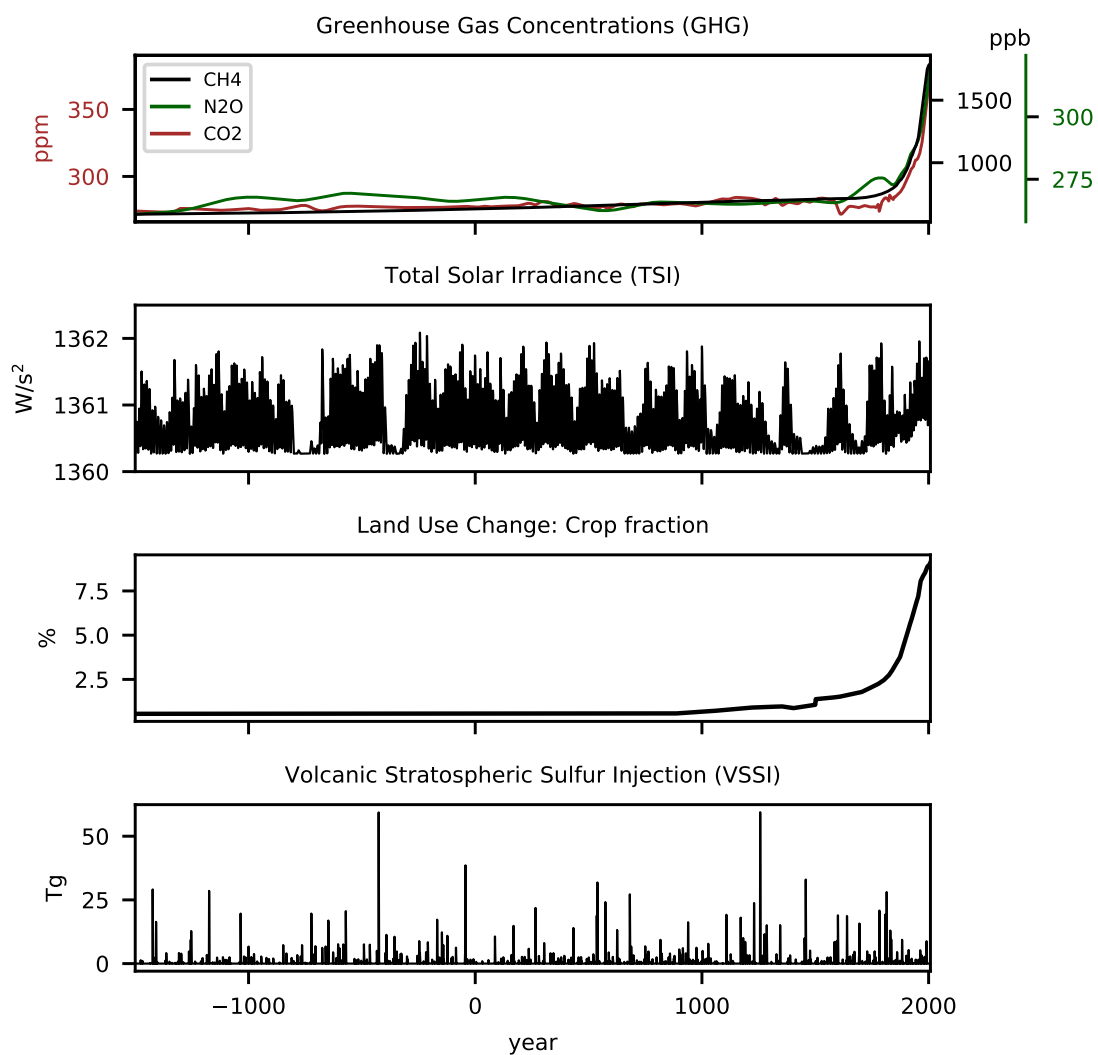 Greenhouse Gas Concentrations (GHG)
ppb
CH4
N2O
CO2
ppm
350
300
1500
1000
300
275
Total Solar Irradiance (TSI)
W/s²
1362
1361
1360
Land Use Change: Crop fraction
%
7.5
5.0
2.5
Volcanic Stratospheric Sulfur Injection (VSSI)
Tg
50
25
0
−1000 0 1000 2000
year